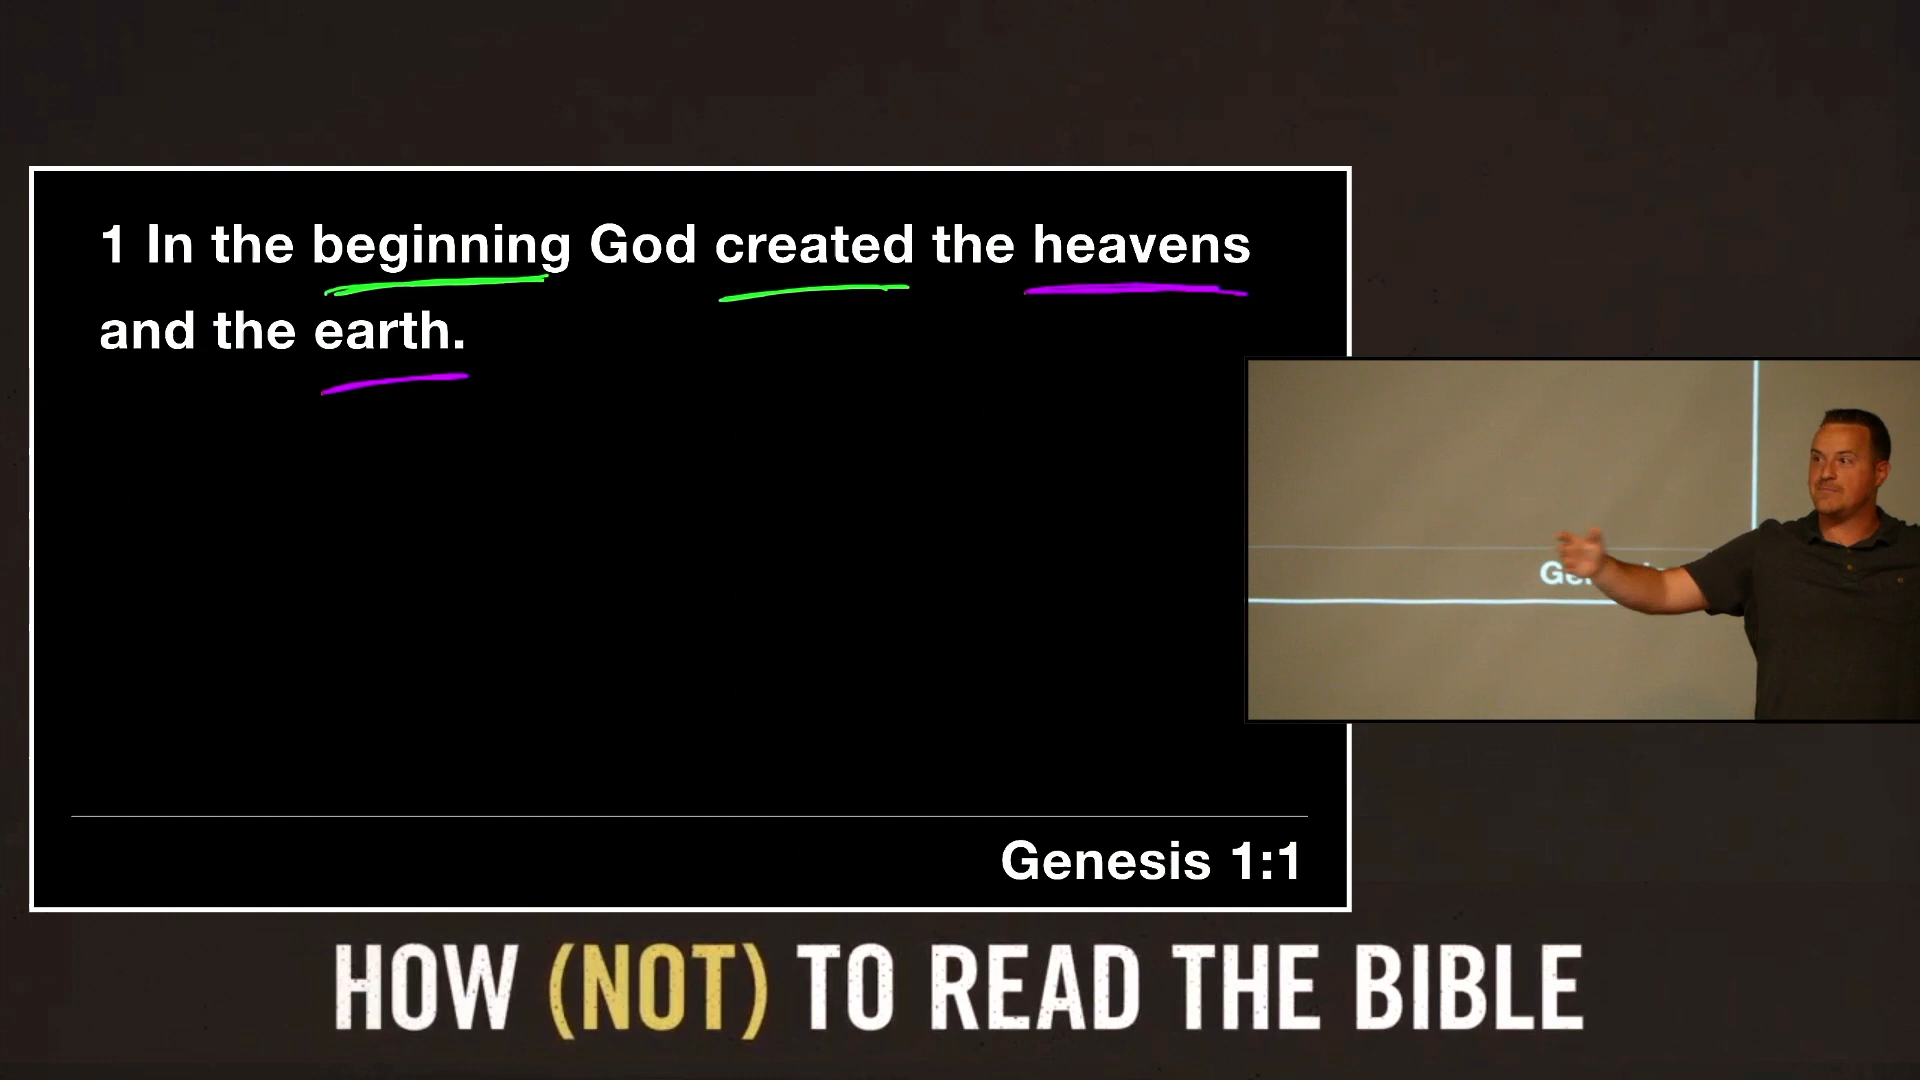 1 In the beginning God created the heavens
and the earth.
Genesis 1:1
HOW (NOT) TO READ THE BIBLE